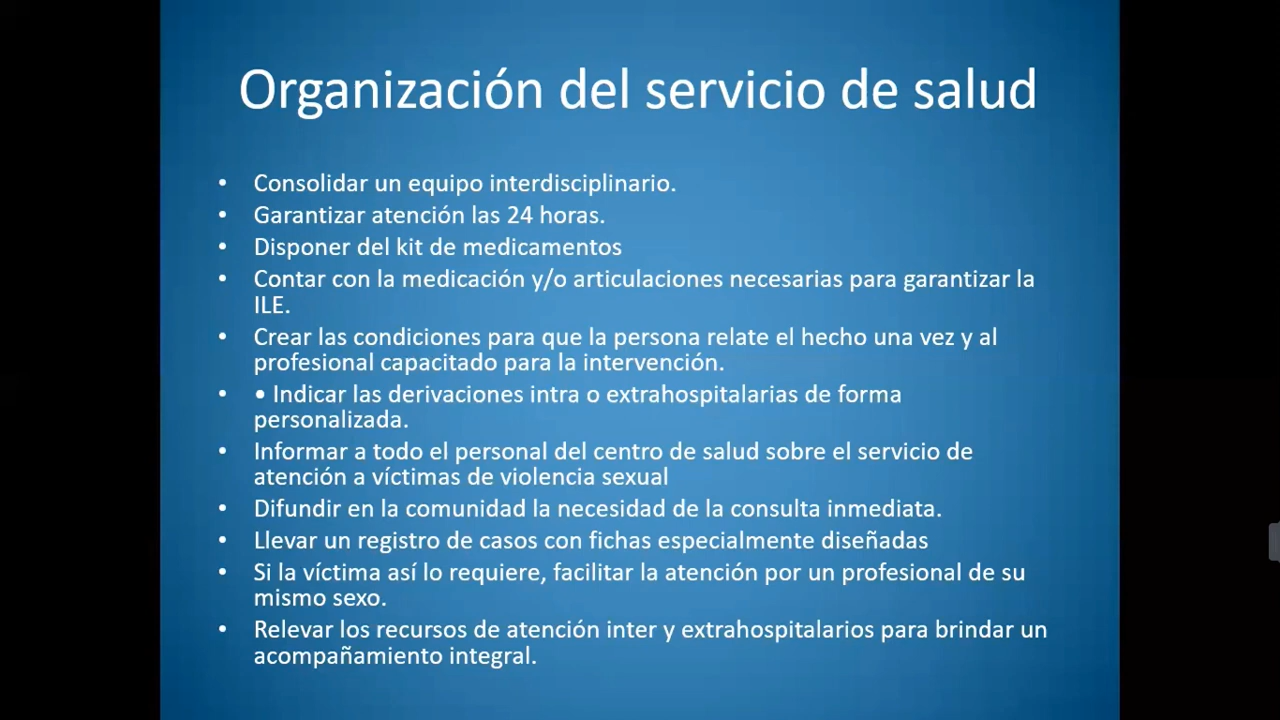 Organización del servicio de salud
• Consolidar un equipo interdisciplinario.
• Garantizar atención las 24 horas.
• Disponer del kit de medicamentos
• Contar con la medicación y/o articulaciones necesarias para garantizar la
ILE.
• Crear las condiciones para que la persona relate el hecho una vez y al
profesional capacitado para la intervención.
• • Indicar las derivaciones intra o extrahospitalarias de forma
personalizada.
• Informar a todo el personal del centro de salud sobre el servicio de
atención a víctimas de violencia sexual
• Difundir en la comunidad la necesidad de la consulta inmediata.
• Llevar un registro de casos con fichas especialmente diseñadas
• Si la víctima así lo requiere, facilitar la atención por un profesional de su
mismo sexo.
• Relevar los recursos de atención inter y extrahospitalarios para brindar un
acompañamiento integral.